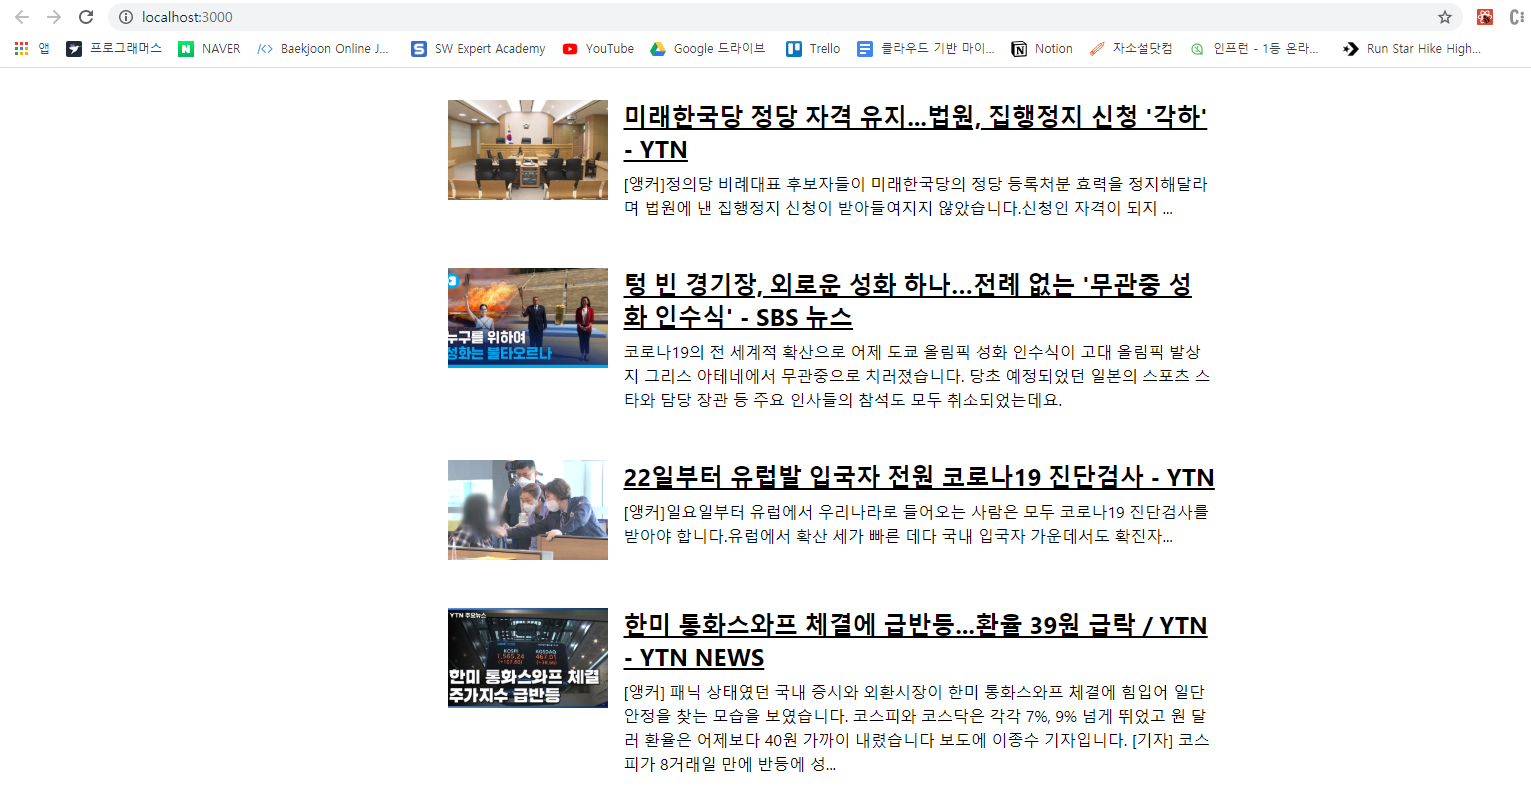 localhost:3000
앱 프로그래머스 NAVER Baekjoon Online J... SW Expert Academy YouTube Google 드라이브 Trello 클라우드 기반 마이... Notion 자소설닷컴 인프런 - 1등 온라... Run Star Hike High...
미래한국당 정당 자격 유지...법원, 집행정지 신청 '각하'
- YTN
[앵커]정의당 비례대표 후보자들이 미래한국당의 정당 등록처분 효력을 정지해달라
며 법원에 낸 집행정지 신청이 받아들여지지 않았습니다.신청인 자격이 되지 ...
누구를 위하여
성화는 불타오르나
텅 빈 경기장, 외로운 성화 하나…전례 없는 '무관중 성
화 인수식' - SBS 뉴스
코로나19의 전 세계적 확산으로 어제 도쿄 올림픽 성화 인수식이 고대 올림픽 발상
지 그리스 아테네에서 무관중으로 치러졌습니다. 당초 예정되었던 일본의 스포츠 스
타와 담당 장관 등 주요 인사들의 참석도 모두 취소되었는데요.
22일부터 유럽발 입국자 전원 코로나19 진단검사 - YTN
[앵커]일요일부터 유럽에서 우리나라로 들어오는 사람은 모두 코로나19 진단검사를
받아야 합니다.유럽에서 확산 세가 빠른 데다 국내 입국자 가운데서도 확진자...
YTN 주요뉴스
KOSPI KOSDAQ
한미 통화스와프 체결
주가지수 급반등
한미 통화스와프 체결에 급반등...환율 39원 급락 / YTN
- YTN NEWS
[앵커] 패닉 상태였던 국내 증시와 외환시장이 한미 통화스와프 체결에 힘입어 일단
안정을 찾는 모습을 보였습니다. 코스피와 코스닥은 각각 7%, 9% 넘게 뛰었고 원 달
러 환율은 어제보다 40원 가까이 내렸습니다 보도에 이종수 기자입니다. [기자] 코스
피가 8거래일 만에 반등에 성...